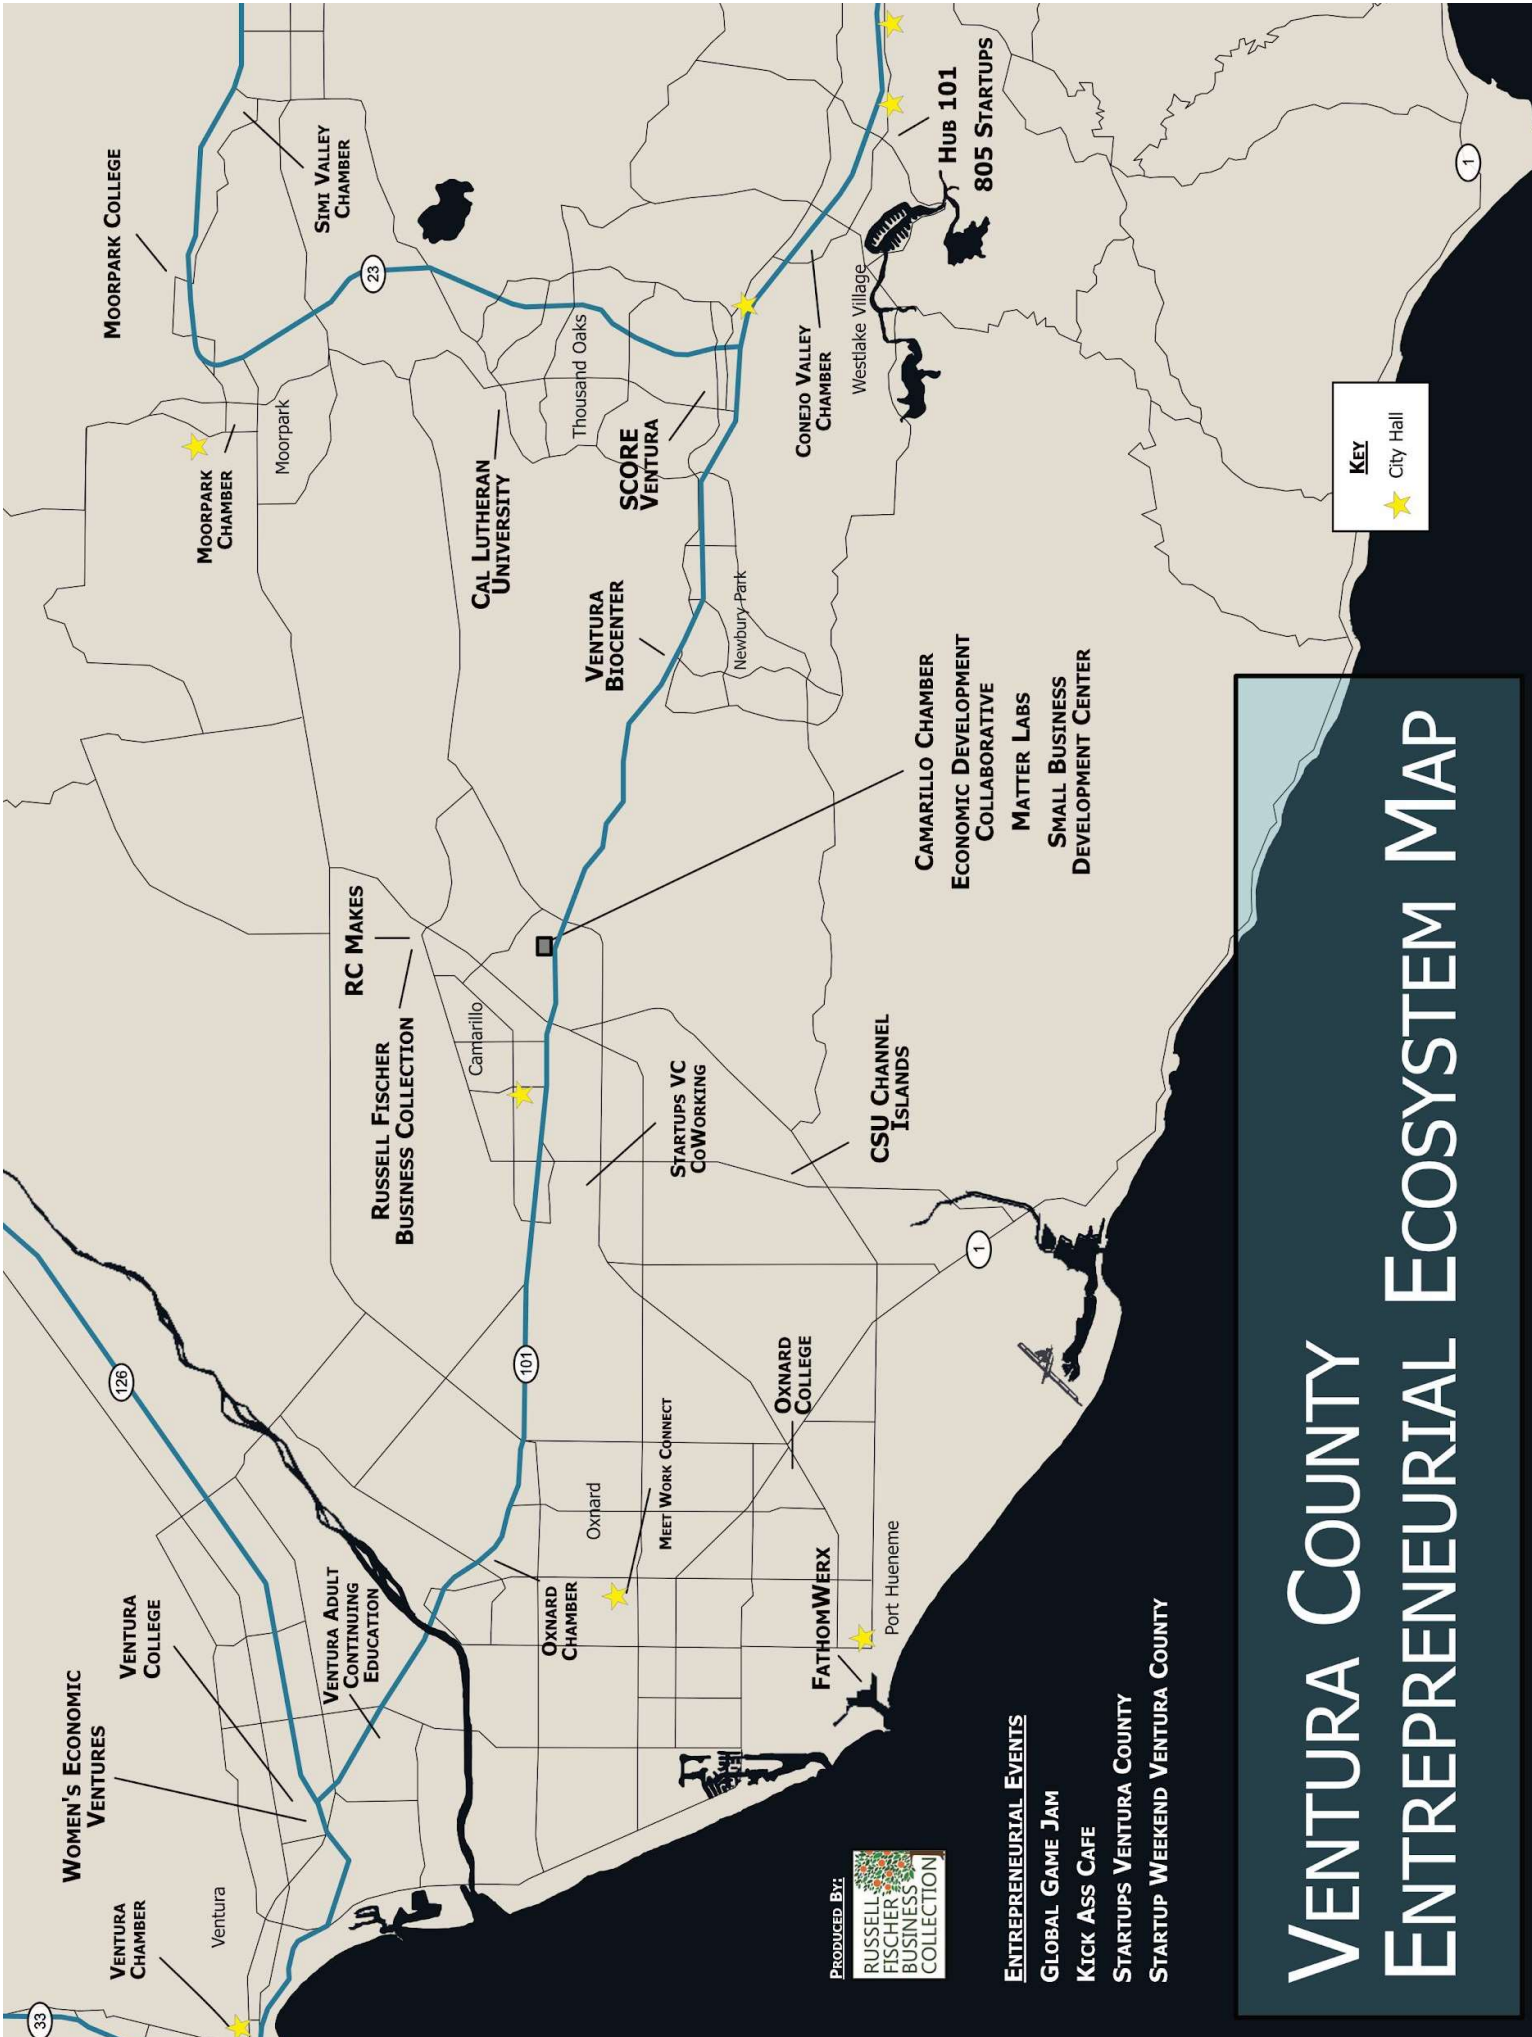 33
Ventura
Chamber
Ventura
Women's Economic
Ventures
Ventura
College
Ventura Adult
Continuing
Education
126
Oxnard
Chamber
Oxnard
Meet Work Connect
FathomWerx
Port Hueneme
Oxnard
College
101
1
Russell Fischer
Business Collection
RC Makes
Camarillo
Startups VC
CoWorking
CSU Channel
Islands
Camarillo Chamber
Economic Development
Collaborative
Matter Labs
Small Business
Development Center
Ventura
Biocenter
Newbury Park
Cal Lutheran
University
SCORE
Ventura
Thousand Oaks
Moorpark
Chamber
Moorpark
Moorpark College
23
Simi Valley
Chamber
Conejo Valley
Chamber
Westlake Village
Hub 101
805 Startups
1
Key
City Hall
Produced By:
RUSSELL
FISCHER
BUSINESS
COLLECTION
Entrepreneurial Events
Global Game Jam
Kick Ass Cafe
Startups Ventura County
Startup Weekend Ventura County
Ventura County
Entrepreneurial Ecosystem Map